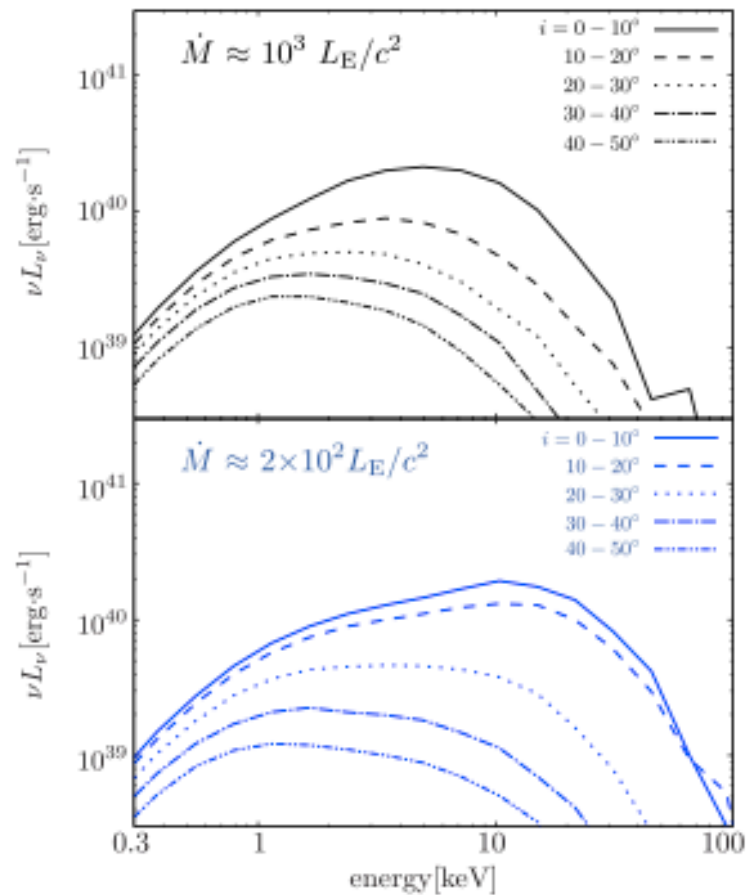 Ṁ ≈ 10³ L_E/c²
i = 0 − 10°
10 − 20°
20 − 30°
30 − 40°
40 − 50°
10⁴¹
10⁴⁰
10³⁹
νL_ν[erg·s⁻¹]
Ṁ ≈ 2×10² L_E/c²
i = 0 − 10°
10 − 20°
20 − 30°
30 − 40°
40 − 50°
10⁴¹
10⁴⁰
10³⁹
νL_ν[erg·s⁻¹]
0.3 1 10 100
energy[keV]